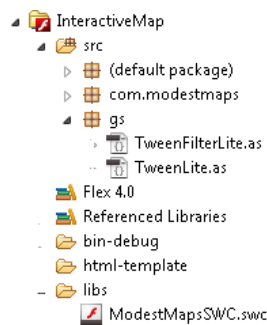 InteractiveMap
src
(default package)
com.modestmaps
gs
TweenFilterLite.as
TweenLite.as
Flex 4.0
Referenced Libraries
bin-debug
html-template
libs
ModestMapsSWC.swc